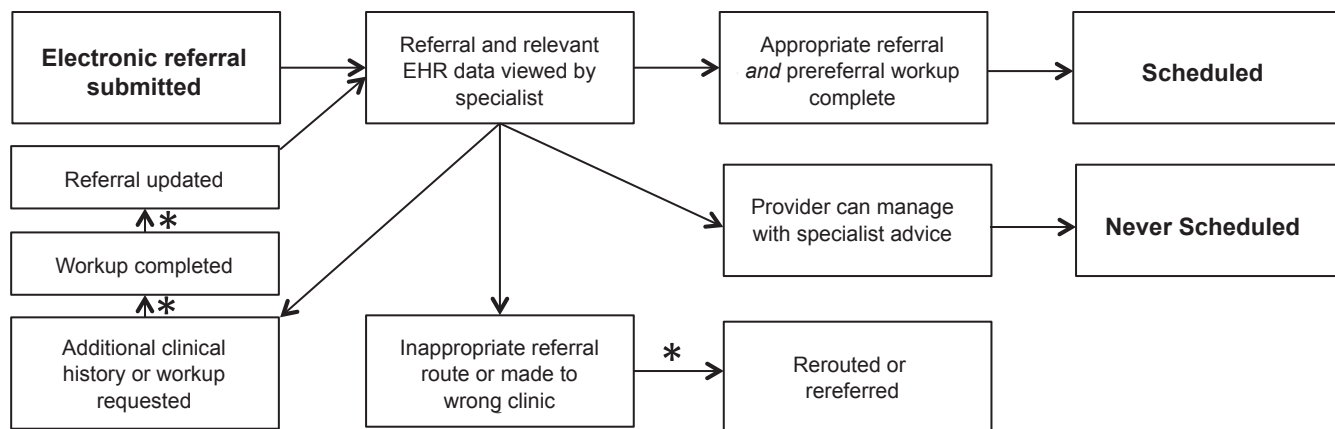 Electronic referral
submitted
Referral and relevant
EHR data viewed by
specialist
Appropriate referral
and prereferral workup
complete
Scheduled
Referral updated
*
Workup completed
*
Additional clinical
history or workup
requested
Provider can manage
with specialist advice
Never Scheduled
Inappropriate referral
route or made to
wrong clinic
*
Rerouted or
rereferred